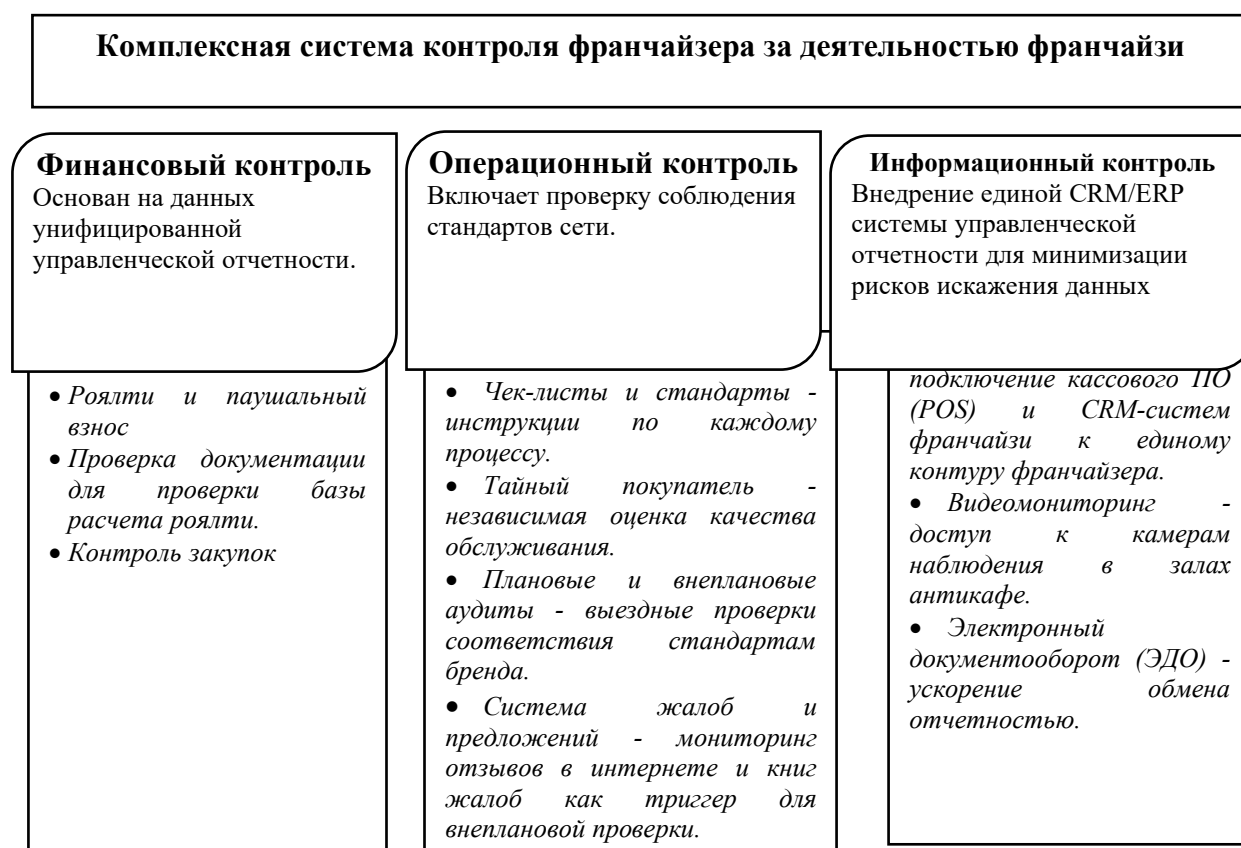 Комплексная система контроля франчайзера за деятельностью франчайзи
Финансовый контроль
Основан на данных
унифицированной
управленческой отчетности.
• Роялти и паушальный
взнос
• Проверка документации
для проверки базы
расчета роялти.
• Контроль закупок
Операционный контроль
Включает проверку соблюдения
стандартов сети.
• Чек-листы и стандарты -
инструкции по каждому
процессу.
• Тайный покупатель -
независимая оценка качества
обслуживания.
• Плановые и внеплановые
аудиты - выездные проверки
соответствия стандартам
бренда.
• Система жалоб и
предложений - мониторинг
отзывов в интернете и книг
жалоб как триггер для
внеплановой проверки.
Информационный контроль
Внедрение единой CRM/ERP
системы управленческой
отчетности для минимизации
рисков искажения данных
подключение кассового ПО
(POS) и CRM-систем
франчайзи к единому
контуру франчайзера.
• Видеомониторинг -
доступ к камерам
наблюдения в залах
антикафе.
• Электронный
документооборот (ЭДО) -
ускорение обмена
отчетностью.